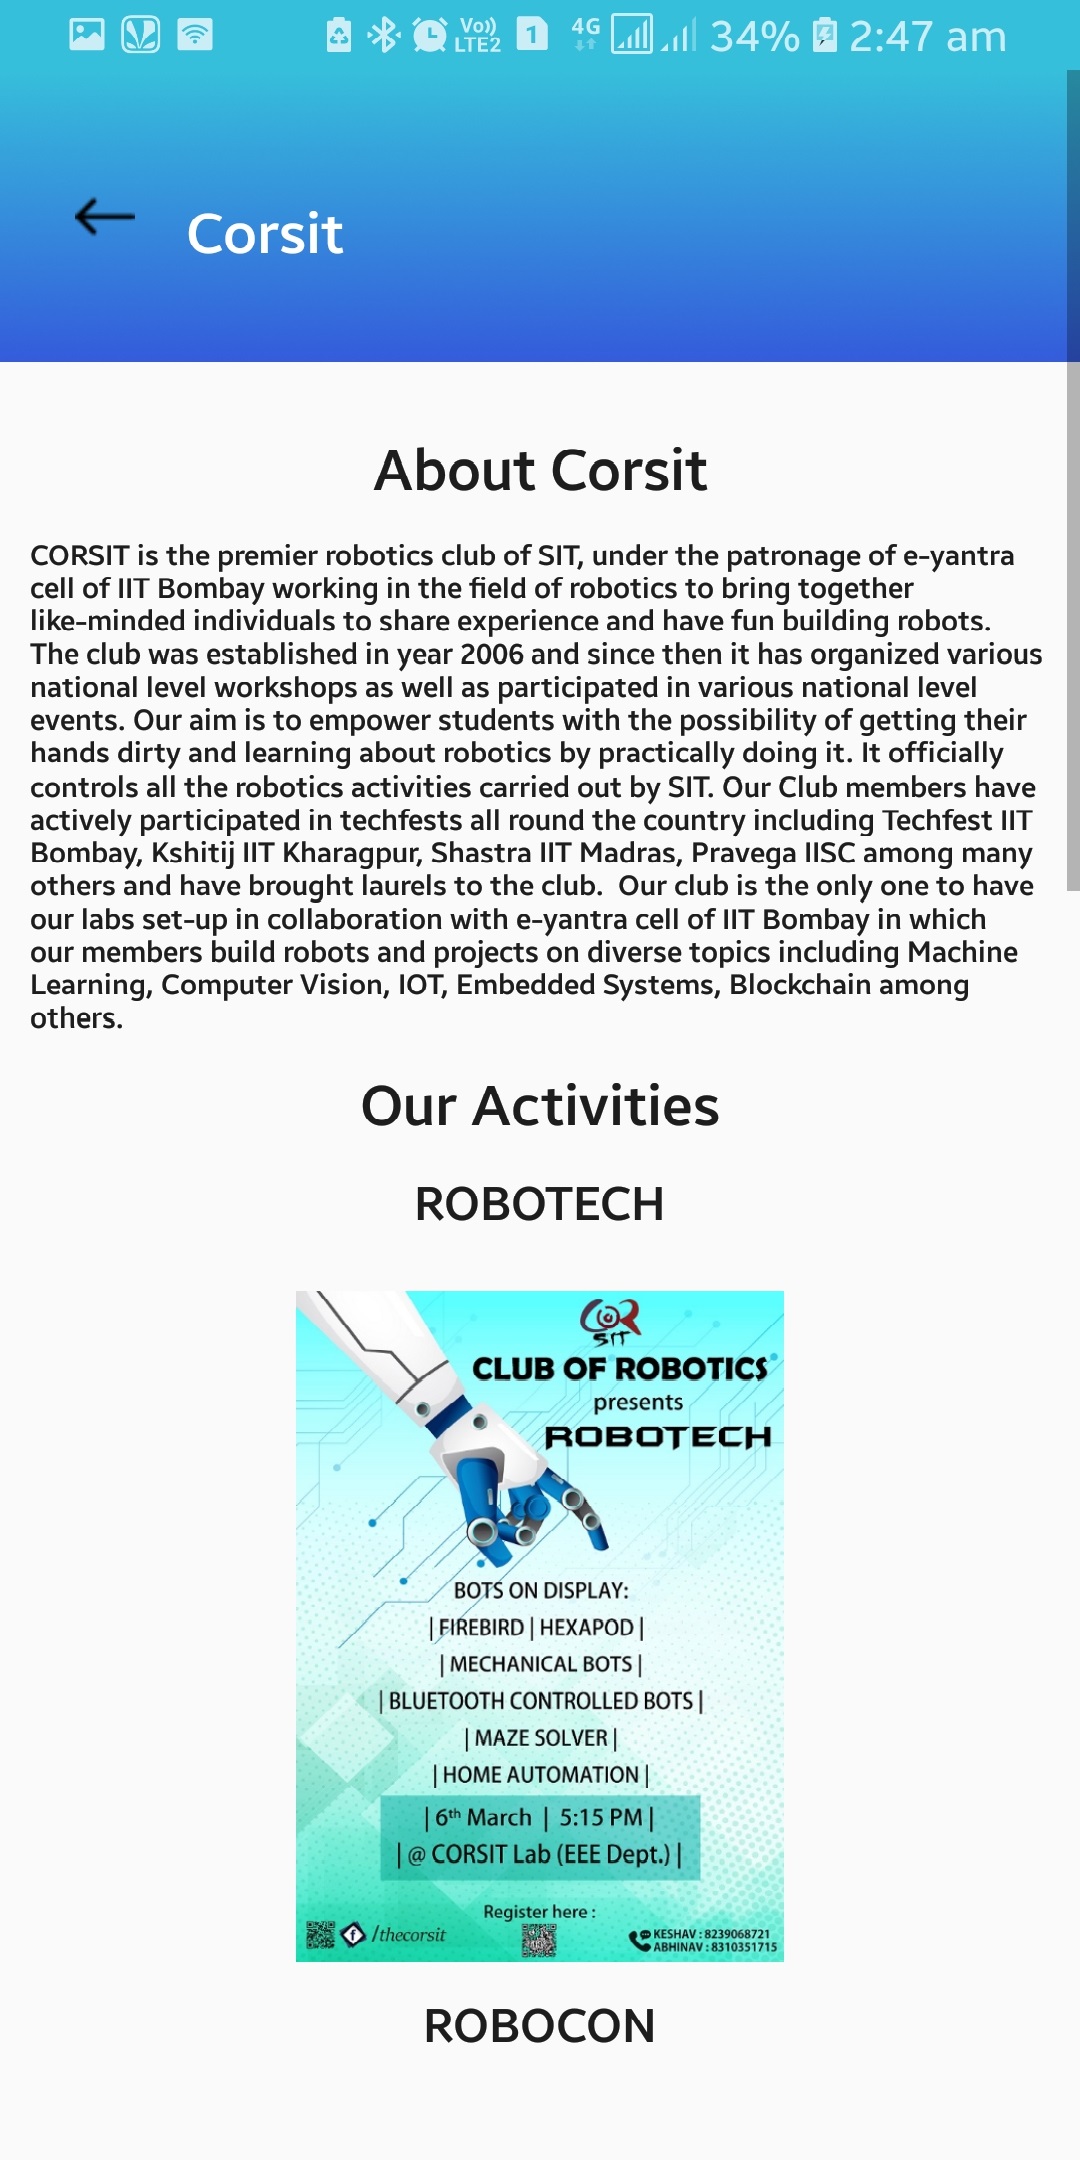 Vo))
LTE2
1
4G
34%
2:47 am
Corsit
About Corsit
CORSIT is the premier robotics club of SIT, under the patronage of e-yantra
cell of IIT Bombay working in the field of robotics to bring together
like-minded individuals to share experience and have fun building robots.
The club was established in year 2006 and since then it has organized various
national level workshops as well as participated in various national level
events. Our aim is to empower students with the possibility of getting their
hands dirty and learning about robotics by practically doing it. It officially
controls all the robotics activities carried out by SIT. Our Club members have
actively participated in techfests all round the country including Techfest IIT
Bombay, Kshitij IIT Kharagpur, Shastra IIT Madras, Pravega IISC among many
others and have brought laurels to the club.  Our club is the only one to have
our labs set-up in collaboration with e-yantra cell of IIT Bombay in which
our members build robots and projects on diverse topics including Machine
Learning, Computer Vision, IOT, Embedded Systems, Blockchain among
others.
Our Activities
ROBOTECH
COR
SIT
CLUB OF ROBOTICS
presents
ROBOTECH
BOTS ON DISPLAY:
| FIREBIRD | HEXAPOD |
| MECHANICAL BOTS |
| BLUETOOTH CONTROLLED BOTS |
| MAZE SOLVER |
| HOME AUTOMATION |
| 6th March | 5:15 PM |
| @ CORSIT Lab (EEE Dept.) |
Register here :
f /thecorsit
KESHAV : 8239068721
ABHINAV : 8310351715
ROBOCON